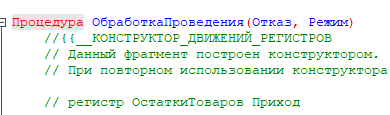 Процедура ОбработкаПроведения(Отказ, Режим)
//{{__КОНСТРУКТОР_ДВИЖЕНИЙ_РЕГИСТРОВ
// Данный фрагмент построен конструктором.
// При повторном использовании конструктора
// регистр ОстаткиТоваров Приход